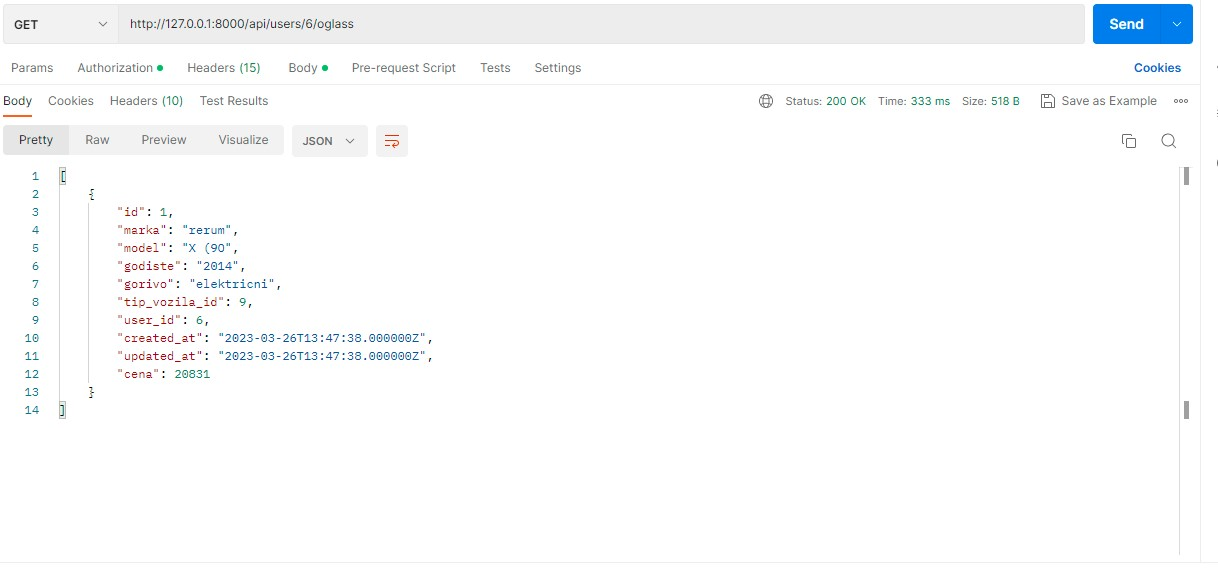 GET http://127.0.0.1:8000/api/users/6/oglass Send
Params Authorization Headers (15) Body Pre-request Script Tests Settings Cookies
Body Cookies Headers (10) Test Results Status: 200 OK Time: 333 ms Size: 518 B Save as Example
Pretty Raw Preview Visualize JSON
1 [
2 {
3 "id": 1,
4 "marka": "rerum",
5 "model": "X (90",
6 "godiste": "2014",
7 "gorivo": "elektricni",
8 "tip_vozila_id": 9,
9 "user_id": 6,
10 "created_at": "2023-03-26T13:47:38.000000Z",
11 "updated_at": "2023-03-26T13:47:38.000000Z",
12 "cena": 20831
13 }
14 ]